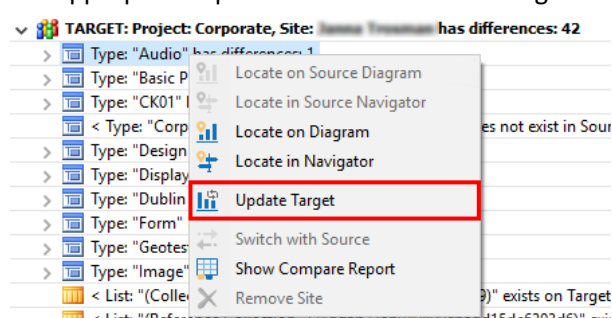 TARGET: Project: Corporate, Site: has differences: 42
Type: "Audio" has differences: 1
Type: "Basic P
Type: "CK01"
< Type: "Corp es not exist in Sour
Type: "Design
Type: "Display
Type: "Dublin
Type: "Form"
Type: "Geotes
Type: "Image"
< List: "(Collec 9)" exists on Target
Locate on Source Diagram
Locate in Source Navigator
Locate on Diagram
Locate in Navigator
Update Target
Switch with Source
Show Compare Report
Remove Site